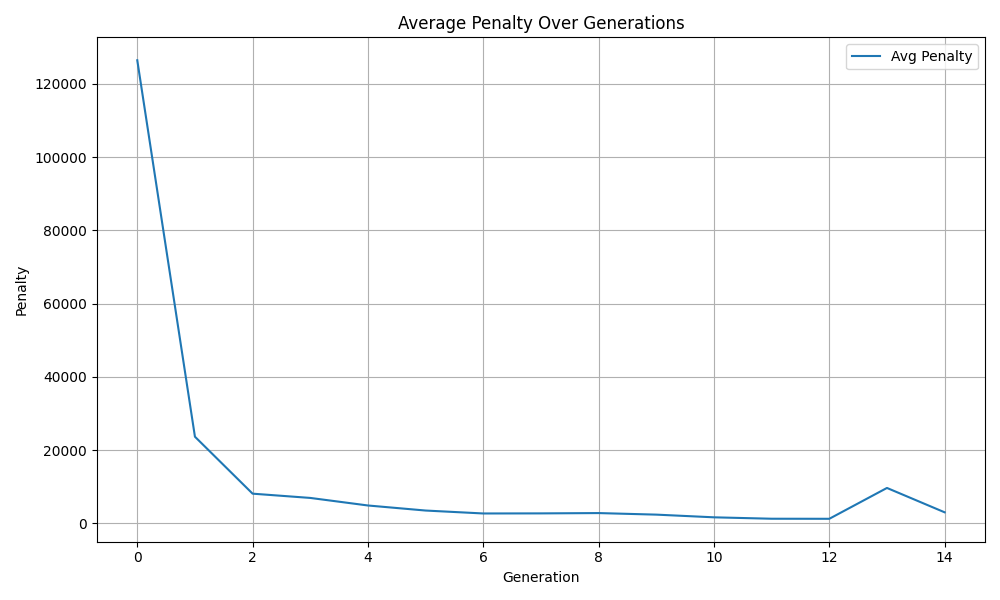 Average Penalty Over Generations
Avg Penalty
120000
100000
80000
60000
40000
20000
0
Penalty
0 2 4 6 8 10 12 14
Generation